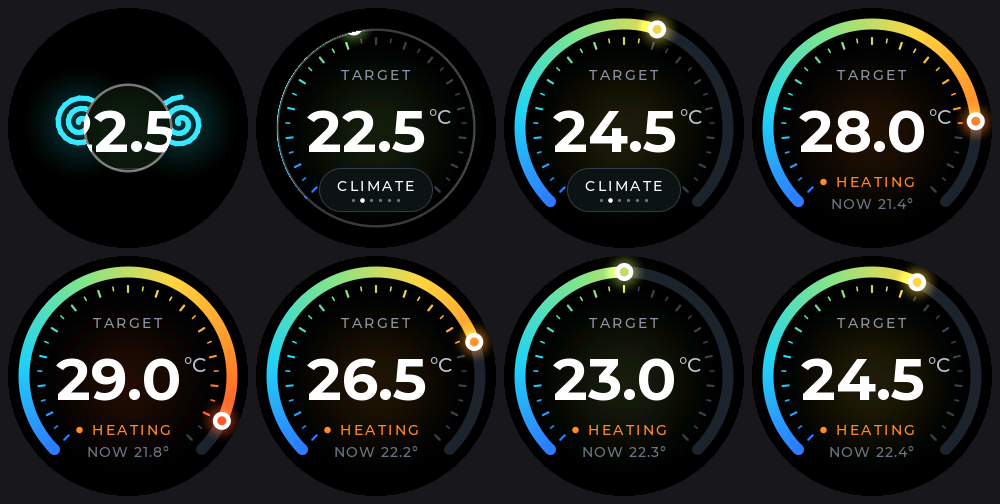 2.5
TARGET
22.5°C
CLIMATE
TARGET
24.5°C
CLIMATE
TARGET
28.0°C
HEATING
NOW 21.4°
TARGET
29.0°C
HEATING
NOW 21.8°
TARGET
26.5°C
HEATING
NOW 22.2°
TARGET
23.0°C
HEATING
NOW 22.3°
TARGET
24.5°C
HEATING
NOW 22.4°